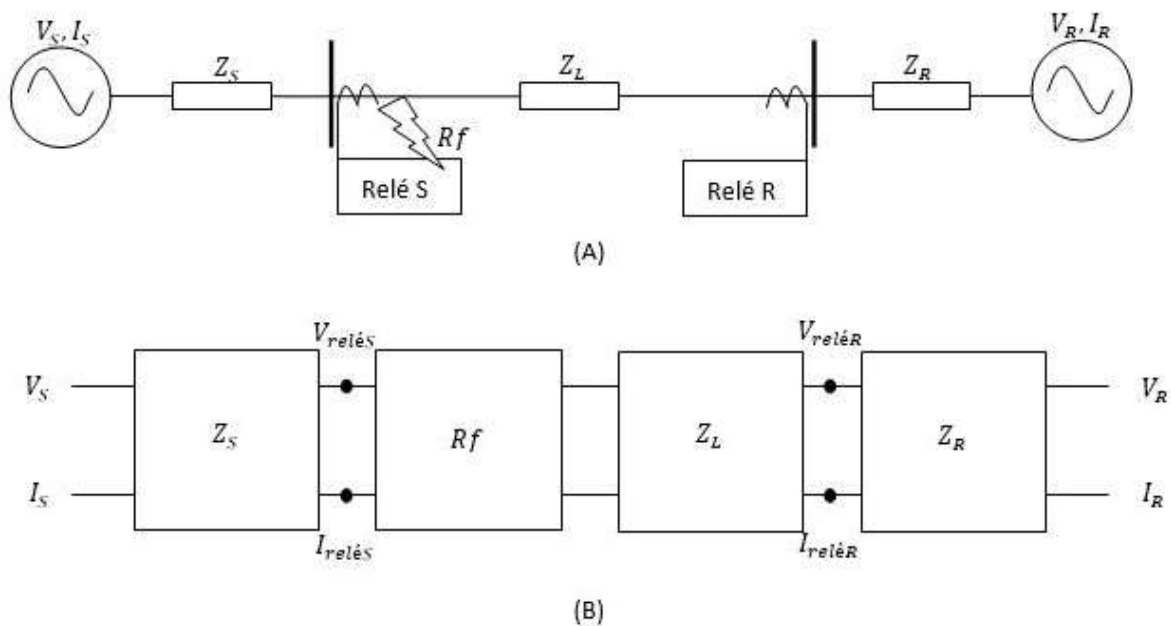 V_S, I_S
V_R, I_R
Z_S
Z_L
Z_R
Rf
Relé S
Relé R
(A)
V_reléS
V_reléR
V_S
Z_S
Rf
Z_L
Z_R
V_R
I_S
I_R
I_reléS
I_reléR
(B)